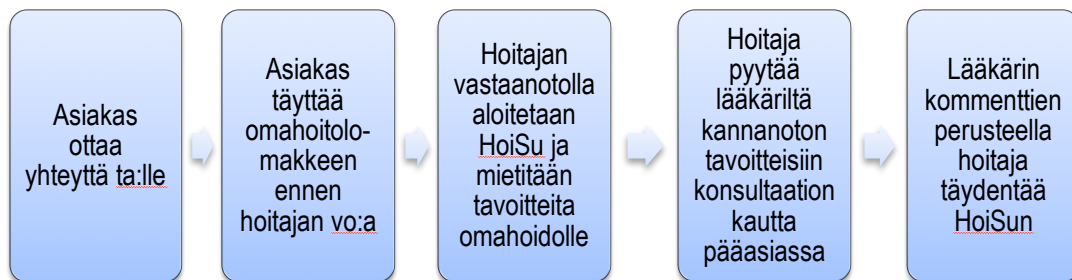 Asiakas
ottaa
yhteyttä ta:lle
Asiakas
täyttää
omahoitolo-
makkeen
ennen
hoitajan vo:a
Hoitajan
vastaanotolla
aloitetaan
HoiSu ja
mietitään
tavoitteita
omahoidolle
Hoitaja
pyytää
lääkäriltä
kannanoton
tavoitteisiin
konsultaation
kautta
pääasiassa
Lääkärin
kommenttien
perusteella
hoitaja
täydentää
HoiSun